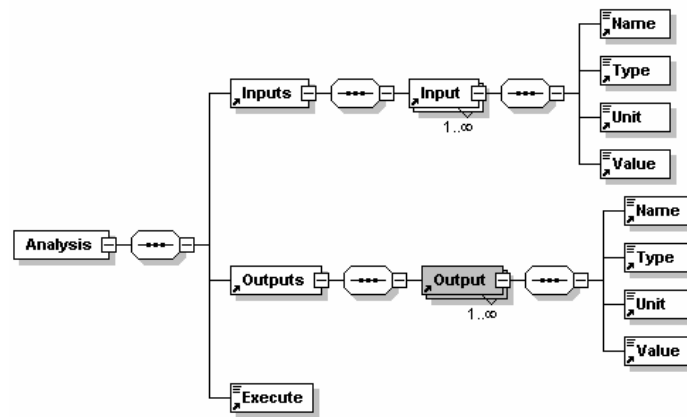 Name
Type
Inputs
Input
1..∞
Unit
Value
Analysis
Name
Type
Outputs
Output
1..∞
Unit
Value
Execute